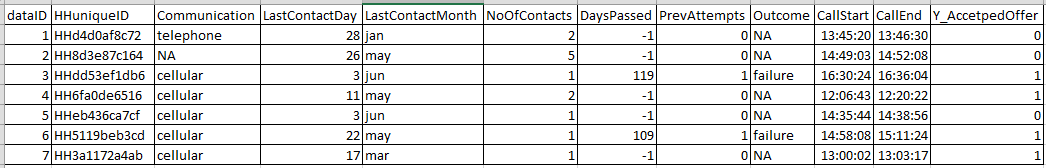 dataID HHuniqueID Communication LastContactDay LastContactMonth NoOfContacts DaysPassed PrevAttempts Outcome CallStart CallEnd Y_AccetpedOffer
1 HHd4d0af8c72 telephone 28 jan 2 -1 0 NA 13:45:20 13:46:30 0
2 HH8d3e87c164 NA 26 may 5 -1 0 NA 14:49:03 14:52:08 0
3 HHdd53ef1db6 cellular 3 jun 1 119 1 failure 16:30:24 16:36:04 1
4 HH6fa0de6516 cellular 11 may 2 -1 0 NA 12:06:43 12:20:22 1
5 HHeb436ca7cf cellular 3 jun 1 -1 0 NA 14:35:44 14:38:56 0
6 HH5119beb3cd cellular 22 may 1 109 1 failure 14:58:08 15:11:24 1
7 HH3a1172a4ab cellular 17 mar 1 -1 0 NA 13:00:02 13:03:17 1